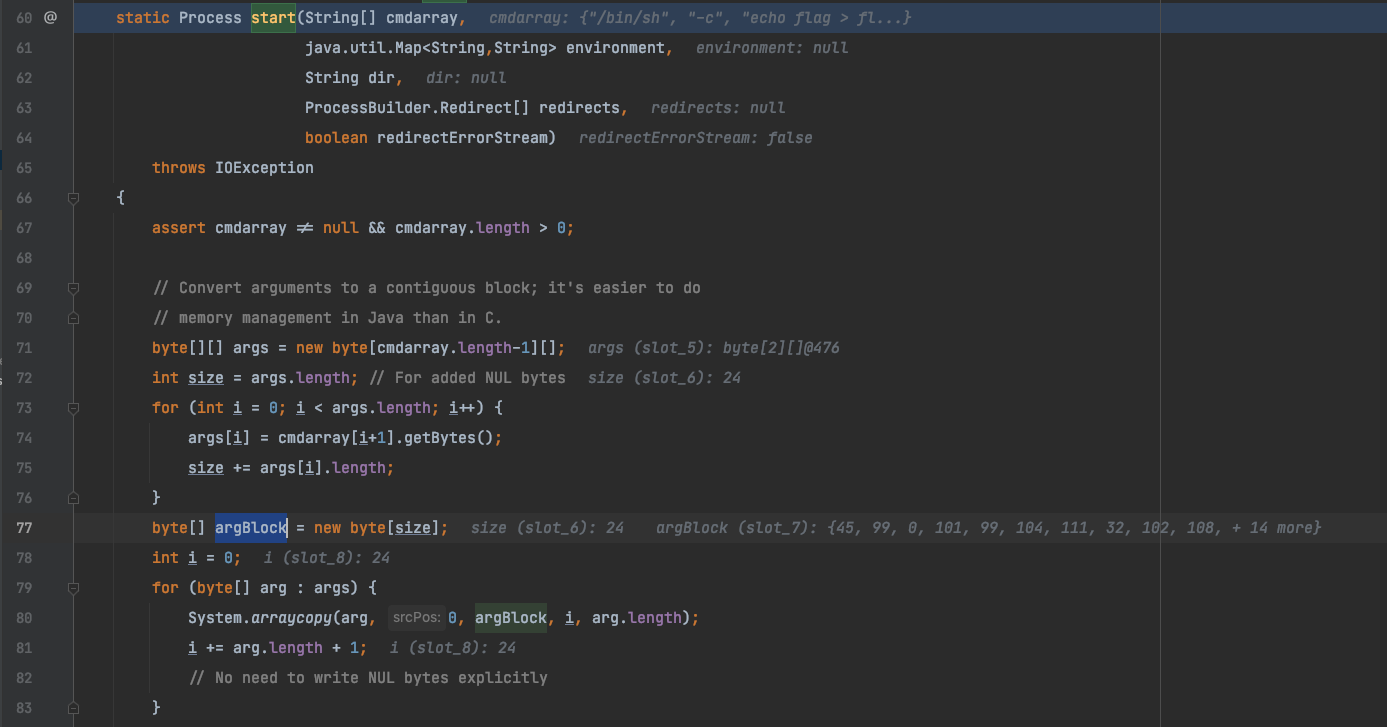 60 @ static Process start(String[] cmdarray, cmdarray: {"/bin/sh", "-c", "echo flag > fl...}
61 java.util.Map<String,String> environment, environment: null
62 String dir, dir: null
63 ProcessBuilder.Redirect[] redirects, redirects: null
64 boolean redirectErrorStream) redirectErrorStream: false
65 throws IOException
66 {
67 assert cmdarray ≠ null && cmdarray.length > 0;
68
69 // Convert arguments to a contiguous block; it's easier to do
70 // memory management in Java than in C.
71 byte[][] args = new byte[cmdarray.length-1][]; args (slot_5): byte[2][]@476
72 int size = args.length; // For added NUL bytes size (slot_6): 24
73 for (int i = 0; i < args.length; i++) {
74 args[i] = cmdarray[i+1].getBytes();
75 size += args[i].length;
76 }
77 byte[] argBlock = new byte[size]; size (slot_6): 24 argBlock (slot_7): {45, 99, 0, 101, 99, 104, 111, 32, 102, 108, + 14 more}
78 int i = 0; i (slot_8): 24
79 for (byte[] arg : args) {
80 System.arraycopy(arg, srcPos: 0, argBlock, i, arg.length);
81 i += arg.length + 1; i (slot_8): 24
82 // No need to write NUL bytes explicitly
83 }